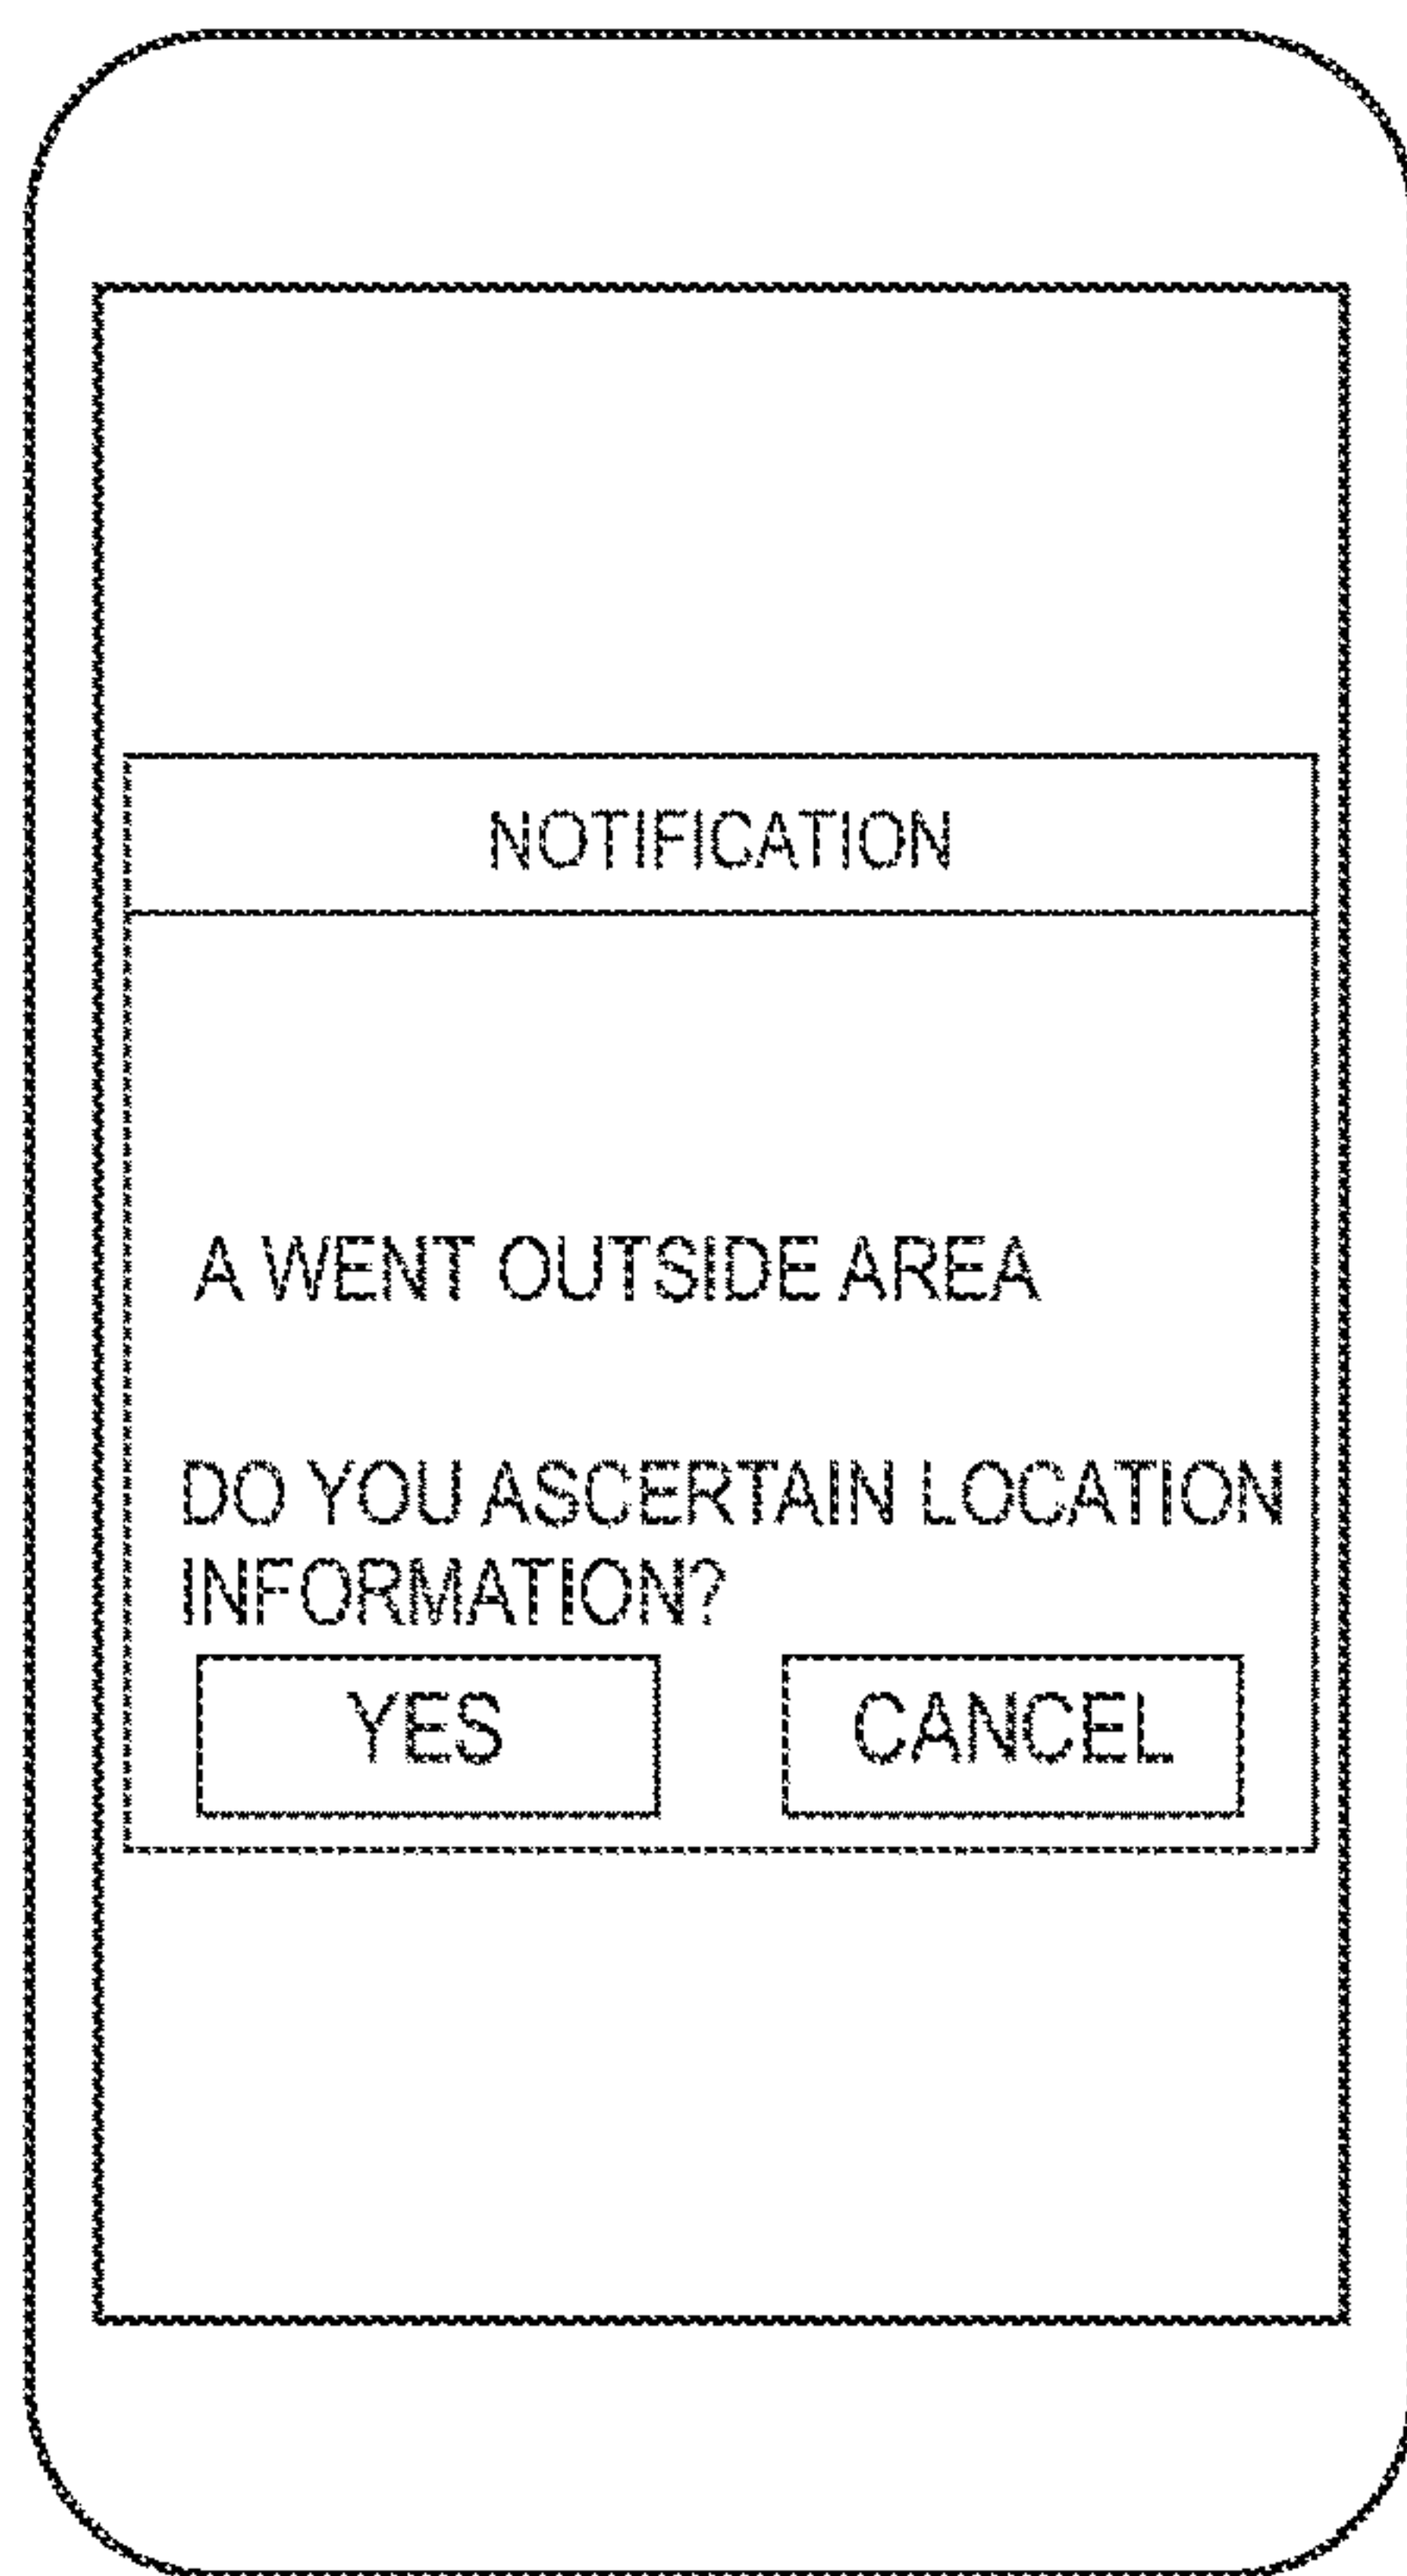 NOTIFICATION
A WENT OUTSIDE AREA
DO YOU ASCERTAIN LOCATION
INFORMATION?
YES CANCEL